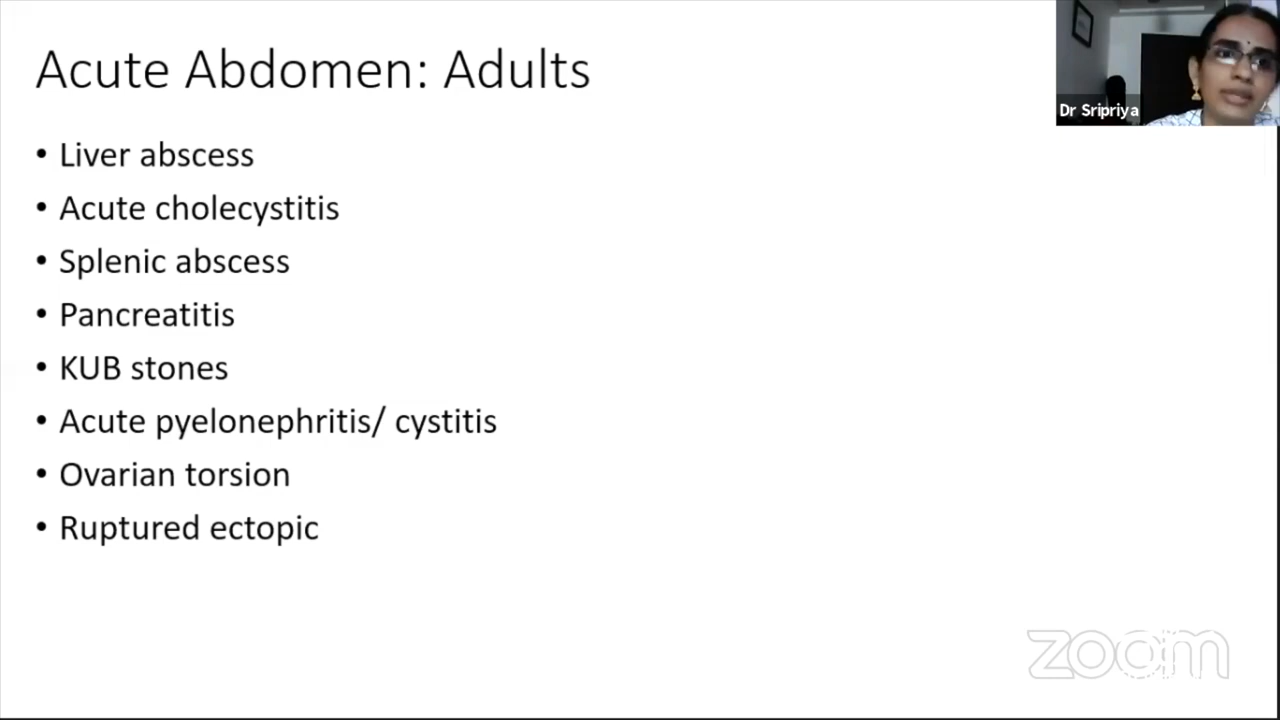 Acute Abdomen: Adults
Dr Sripriya
• Liver abscess
• Acute cholecystitis
• Splenic abscess
• Pancreatitis
• KUB stones
• Acute pyelonephritis/ cystitis
• Ovarian torsion
• Ruptured ectopic
zoom